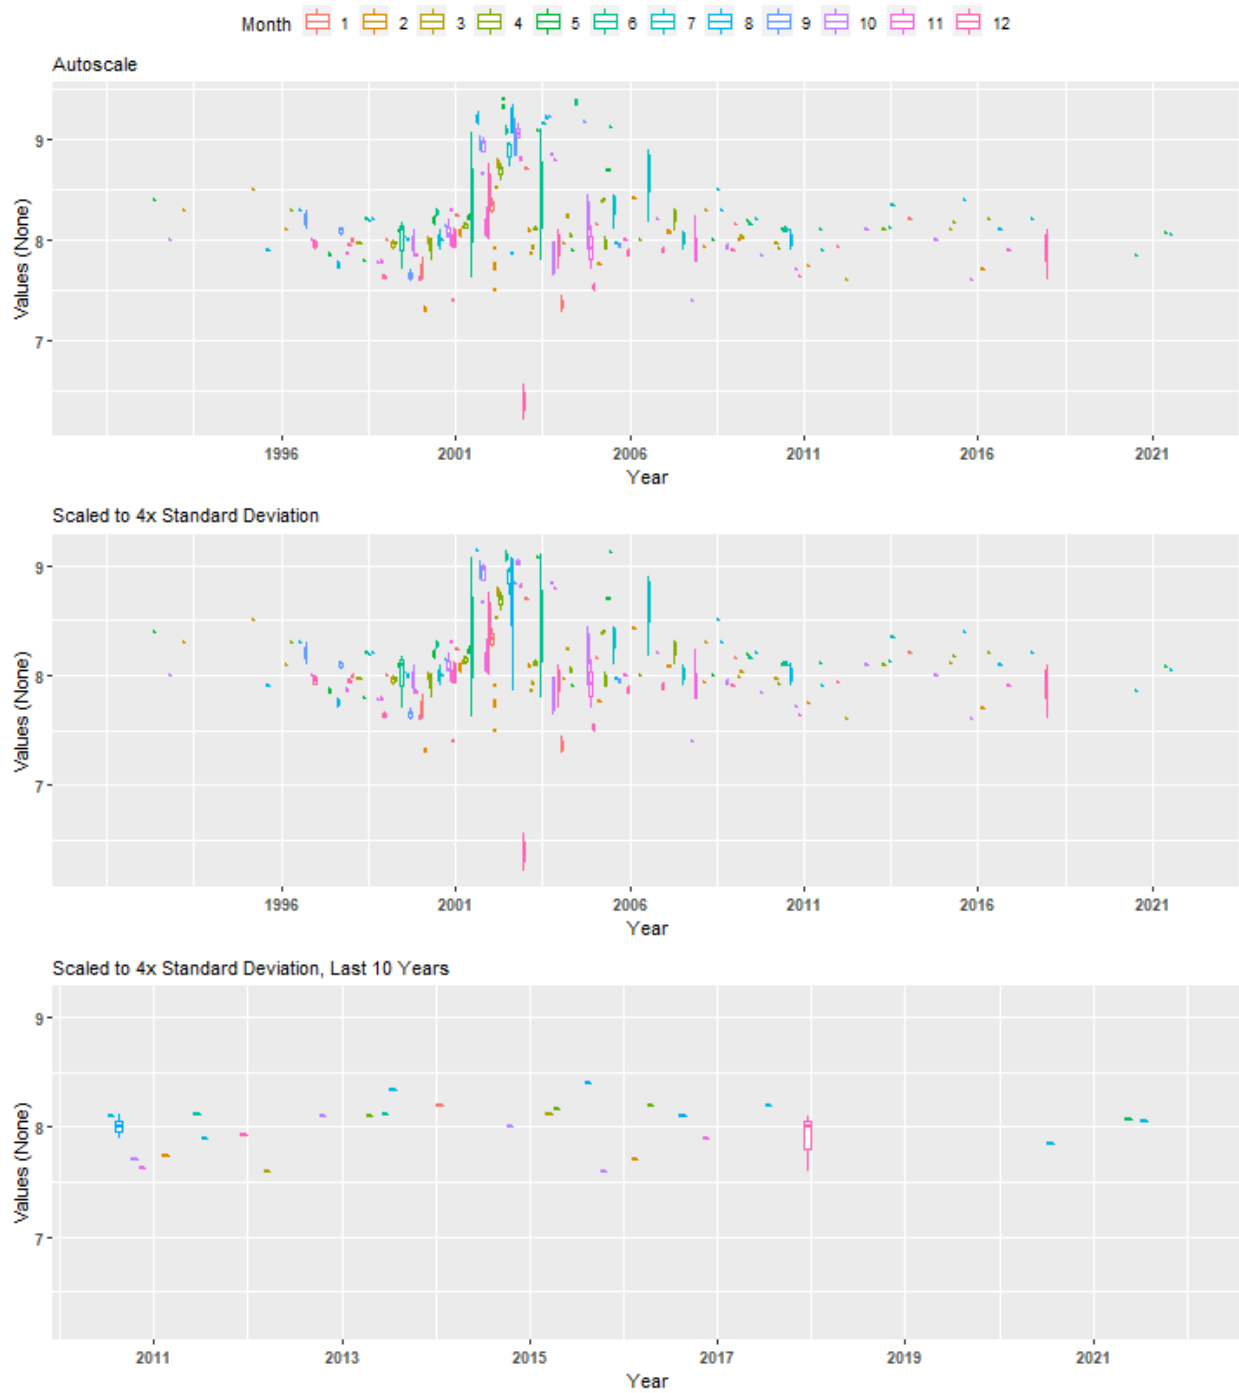 Month 1 2 3 4 5 6 7 8 9 10 11 12
Autoscale
Values (None)
9
8
7
1996 2001 2006 2011 2016 2021
Year
Scaled to 4x Standard Deviation
Values (None)
9
8
7
1996 2001 2006 2011 2016 2021
Year
Scaled to 4x Standard Deviation, Last 10 Years
Values (None)
9
8
7
2011 2013 2015 2017 2019 2021
Year